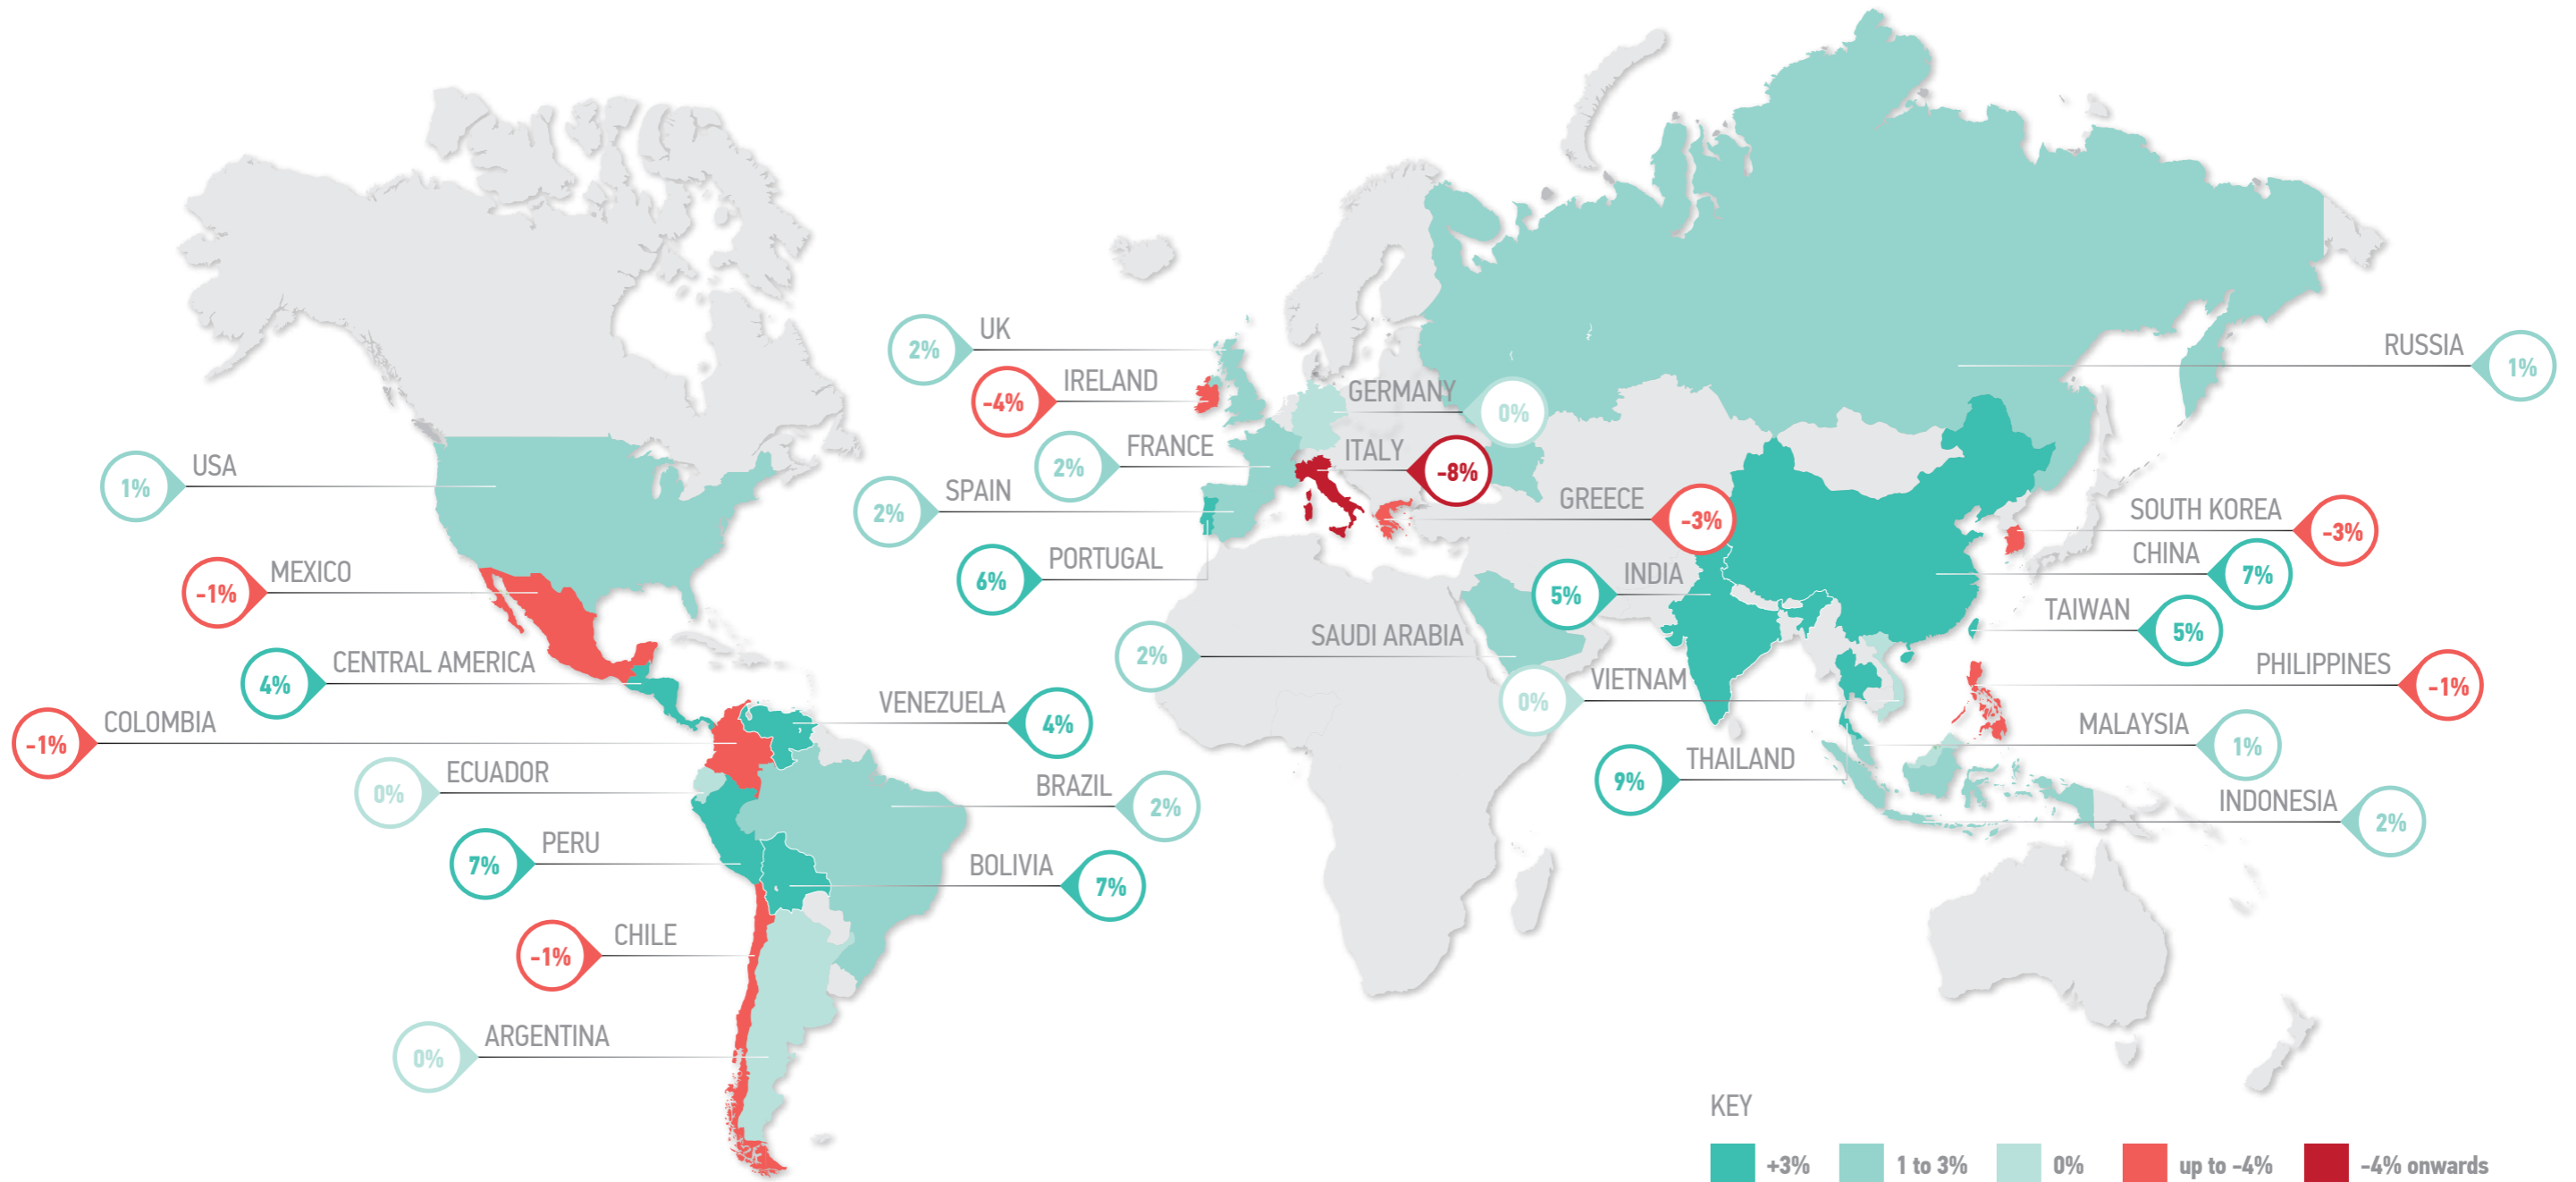 UK
2%
RUSSIA
1%
IRELAND
-4%
GERMANY
0%
FRANCE
2%
ITALY
-8%
USA
1%
SPAIN
2%
GREECE
-3%
SOUTH KOREA
-3%
PORTUGAL
6%
CHINA
7%
MEXICO
-1%
INDIA
5%
TAIWAN
5%
SAUDI ARABIA
2%
CENTRAL AMERICA
4%
PHILIPPINES
-1%
VIETNAM
0%
VENEZUELA
4%
COLOMBIA
-1%
MALAYSIA
1%
THAILAND
9%
ECUADOR
0%
BRAZIL
2%
INDONESIA
2%
PERU
7%
BOLIVIA
7%
CHILE
-1%
ARGENTINA
0%
KEY
+3%
1 to 3%
0%
up to -4%
-4% onwards